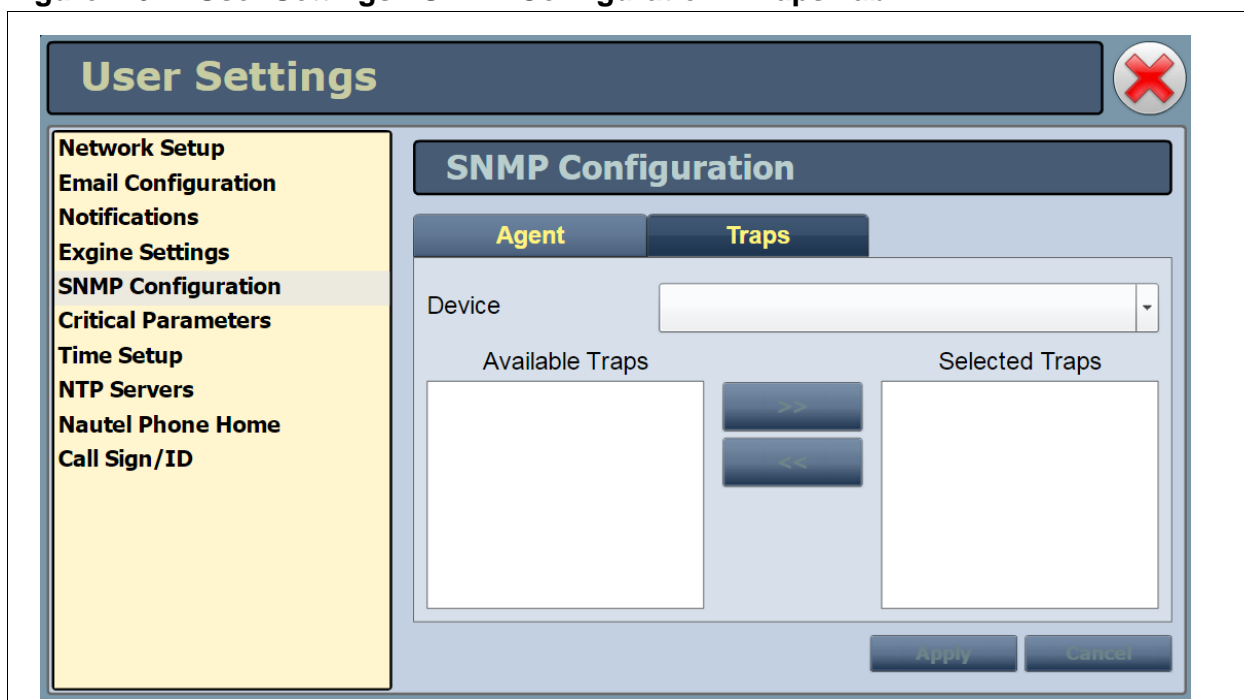 User Settings
Network Setup
Email Configuration
Notifications
Exgine Settings
SNMP Configuration
Critical Parameters
Time Setup
NTP Servers
Nautel Phone Home
Call Sign/ID
SNMP Configuration
Agent Traps
Device
Available Traps Selected Traps
>>
<<
Apply Cancel